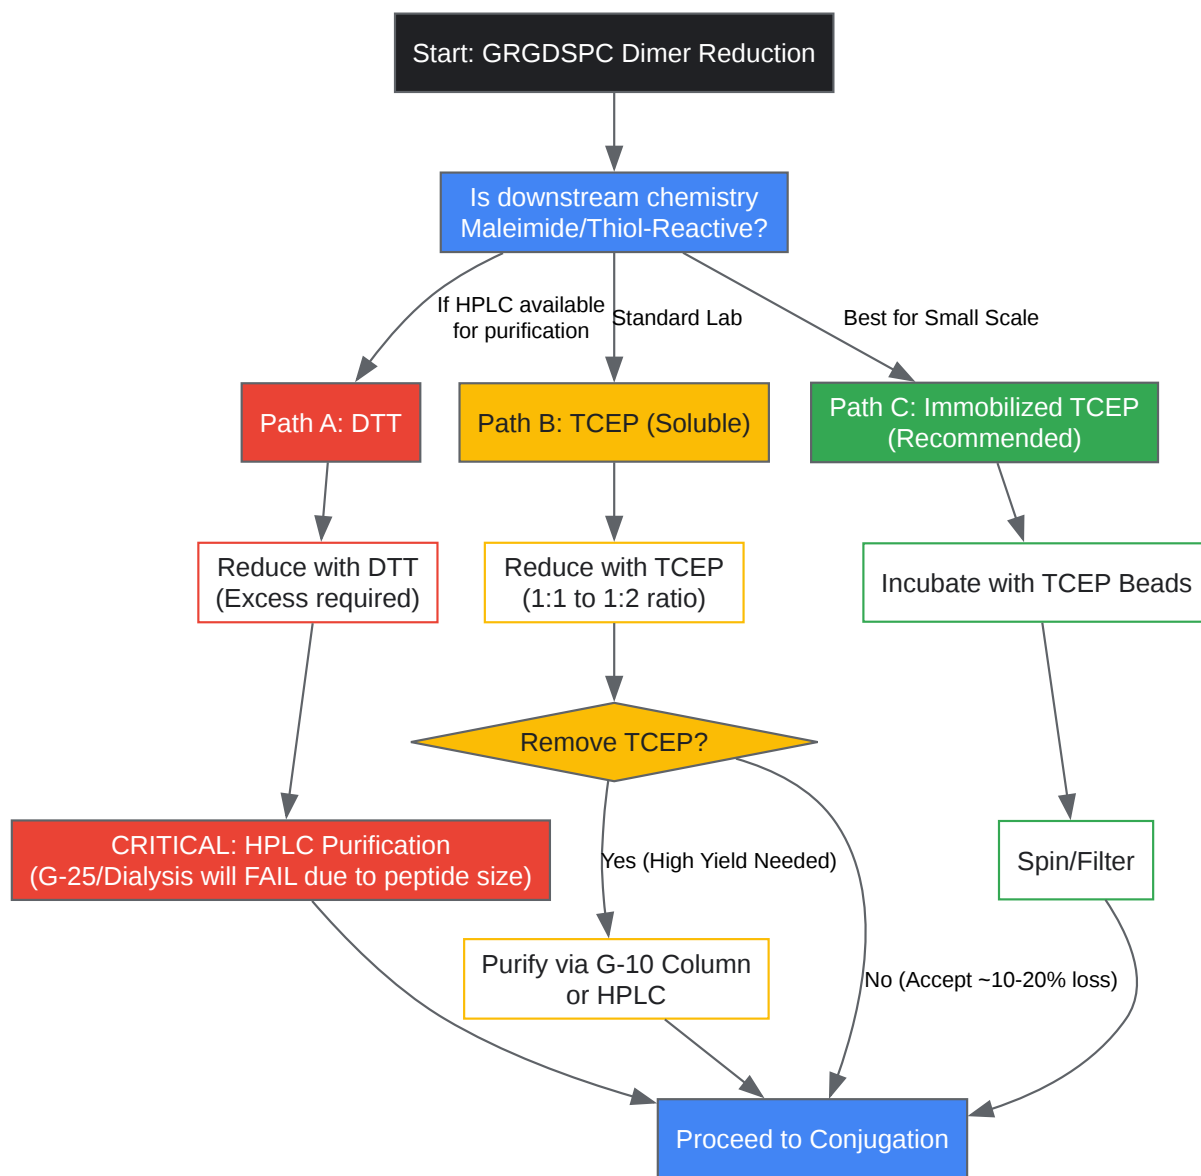 Start: GRGDSPC Dimer Reduction
Is downstream chemistry
Maleimide/Thiol-Reactive?
If HPLC available
for purification
Standard Lab
Best for Small Scale
Path A: DTT
Path B: TCEP (Soluble)
Path C: Immobilized TCEP
(Recommended)
Reduce with DTT
(Excess required)
Reduce with TCEP
(1:1 to 1:2 ratio)
Incubate with TCEP Beads
Remove TCEP?
CRITICAL: HPLC Purification
(G-25/Dialysis will FAIL due to peptide size)
Yes (High Yield Needed)
Spin/Filter
Purify via G-10 Column
or HPLC
No (Accept ~10-20% loss)
Proceed to Conjugation